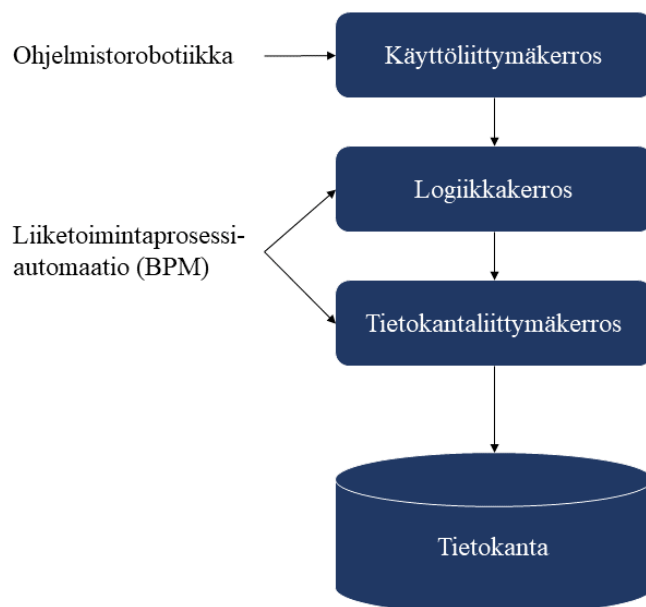 Ohjelmistorobotiikka
Käyttöliittymäkerros
Logiikkakerros
Liiketoimintaprosessi-
automaatio (BPM)
Tietokantaliittymäkerros
Tietokanta